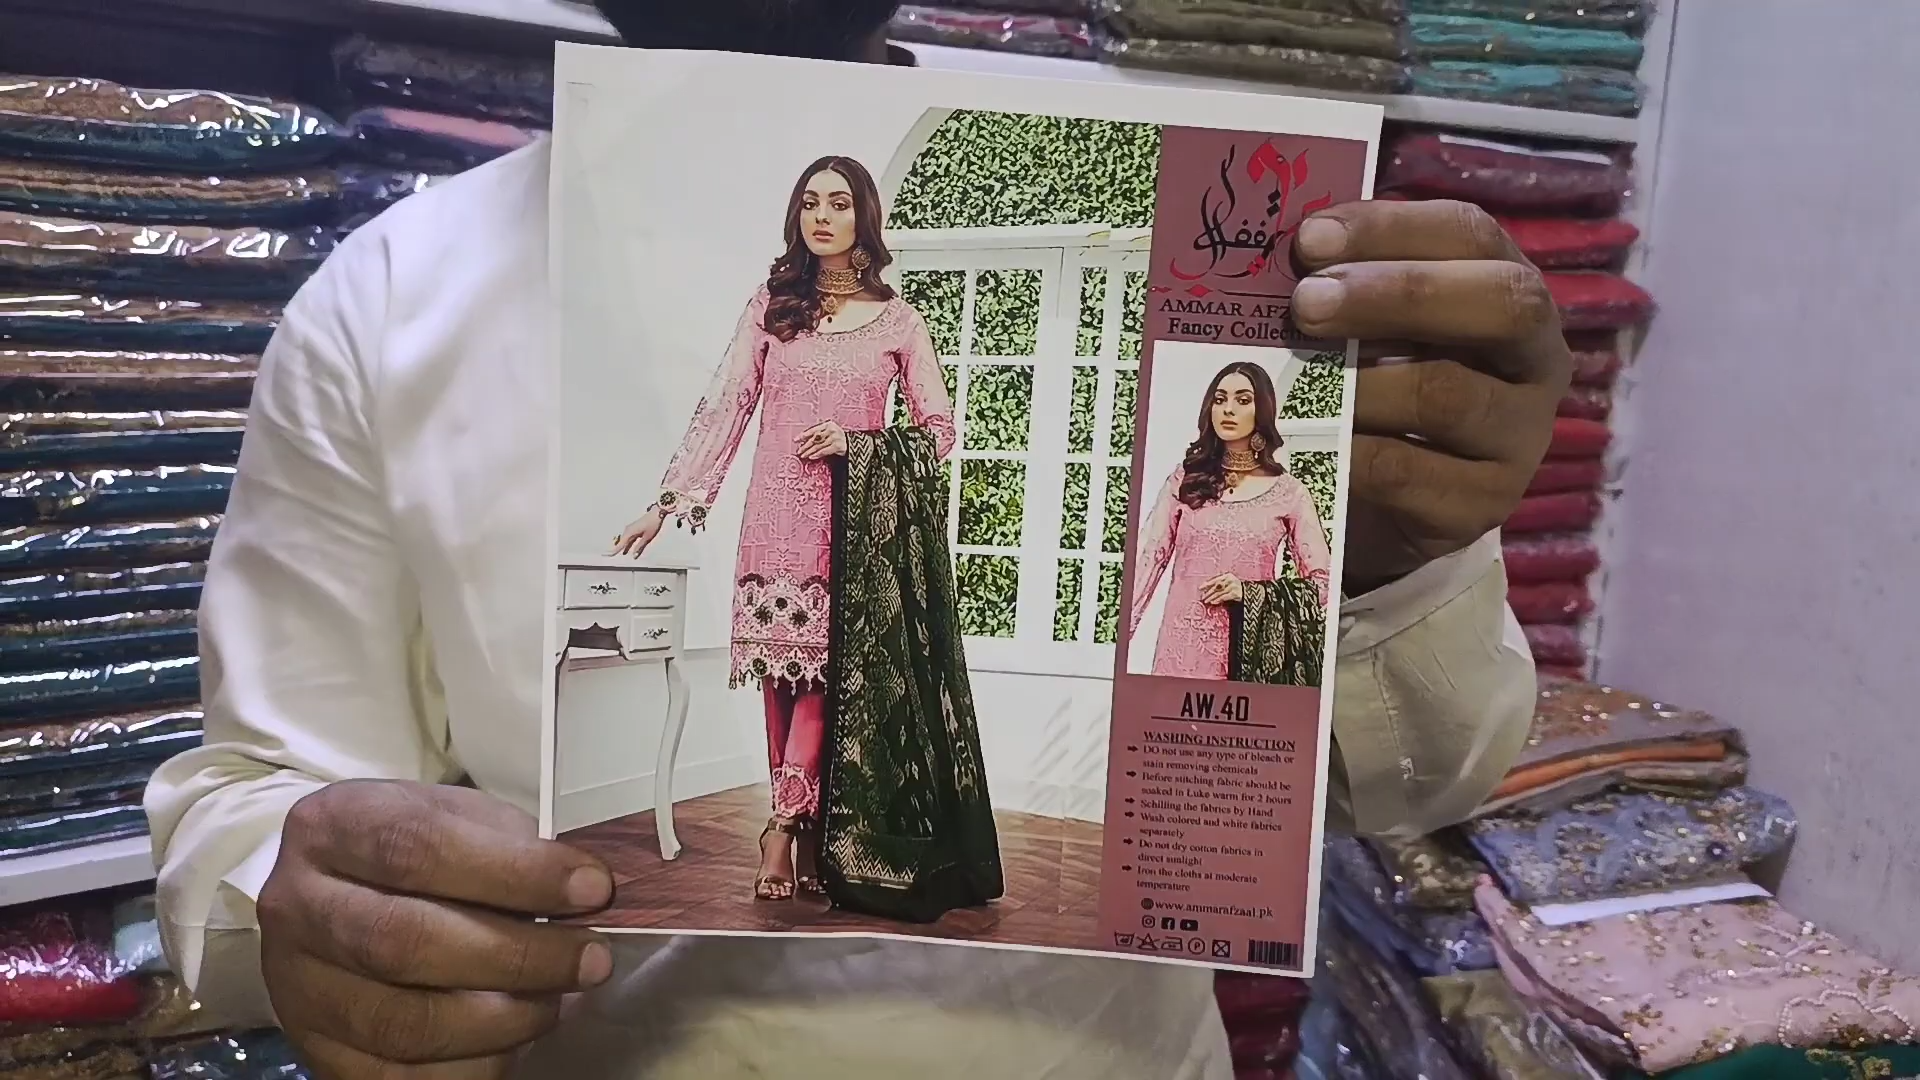 AMMAR AFZ
Fancy Collection
AW.40
WASHING INSTRUCTION
DO not use any type of bleach or
stain removing chemicals
Before stitching fabric should be
soaked in Luke warm for 2 hours
Schilling the fabrics by Hand
Wash colored and white fabrics
separately
Do not dry cotton fabrics in
direct sunlight
Iron the cloths at moderate
temperature
www.ammarafzaal.pk